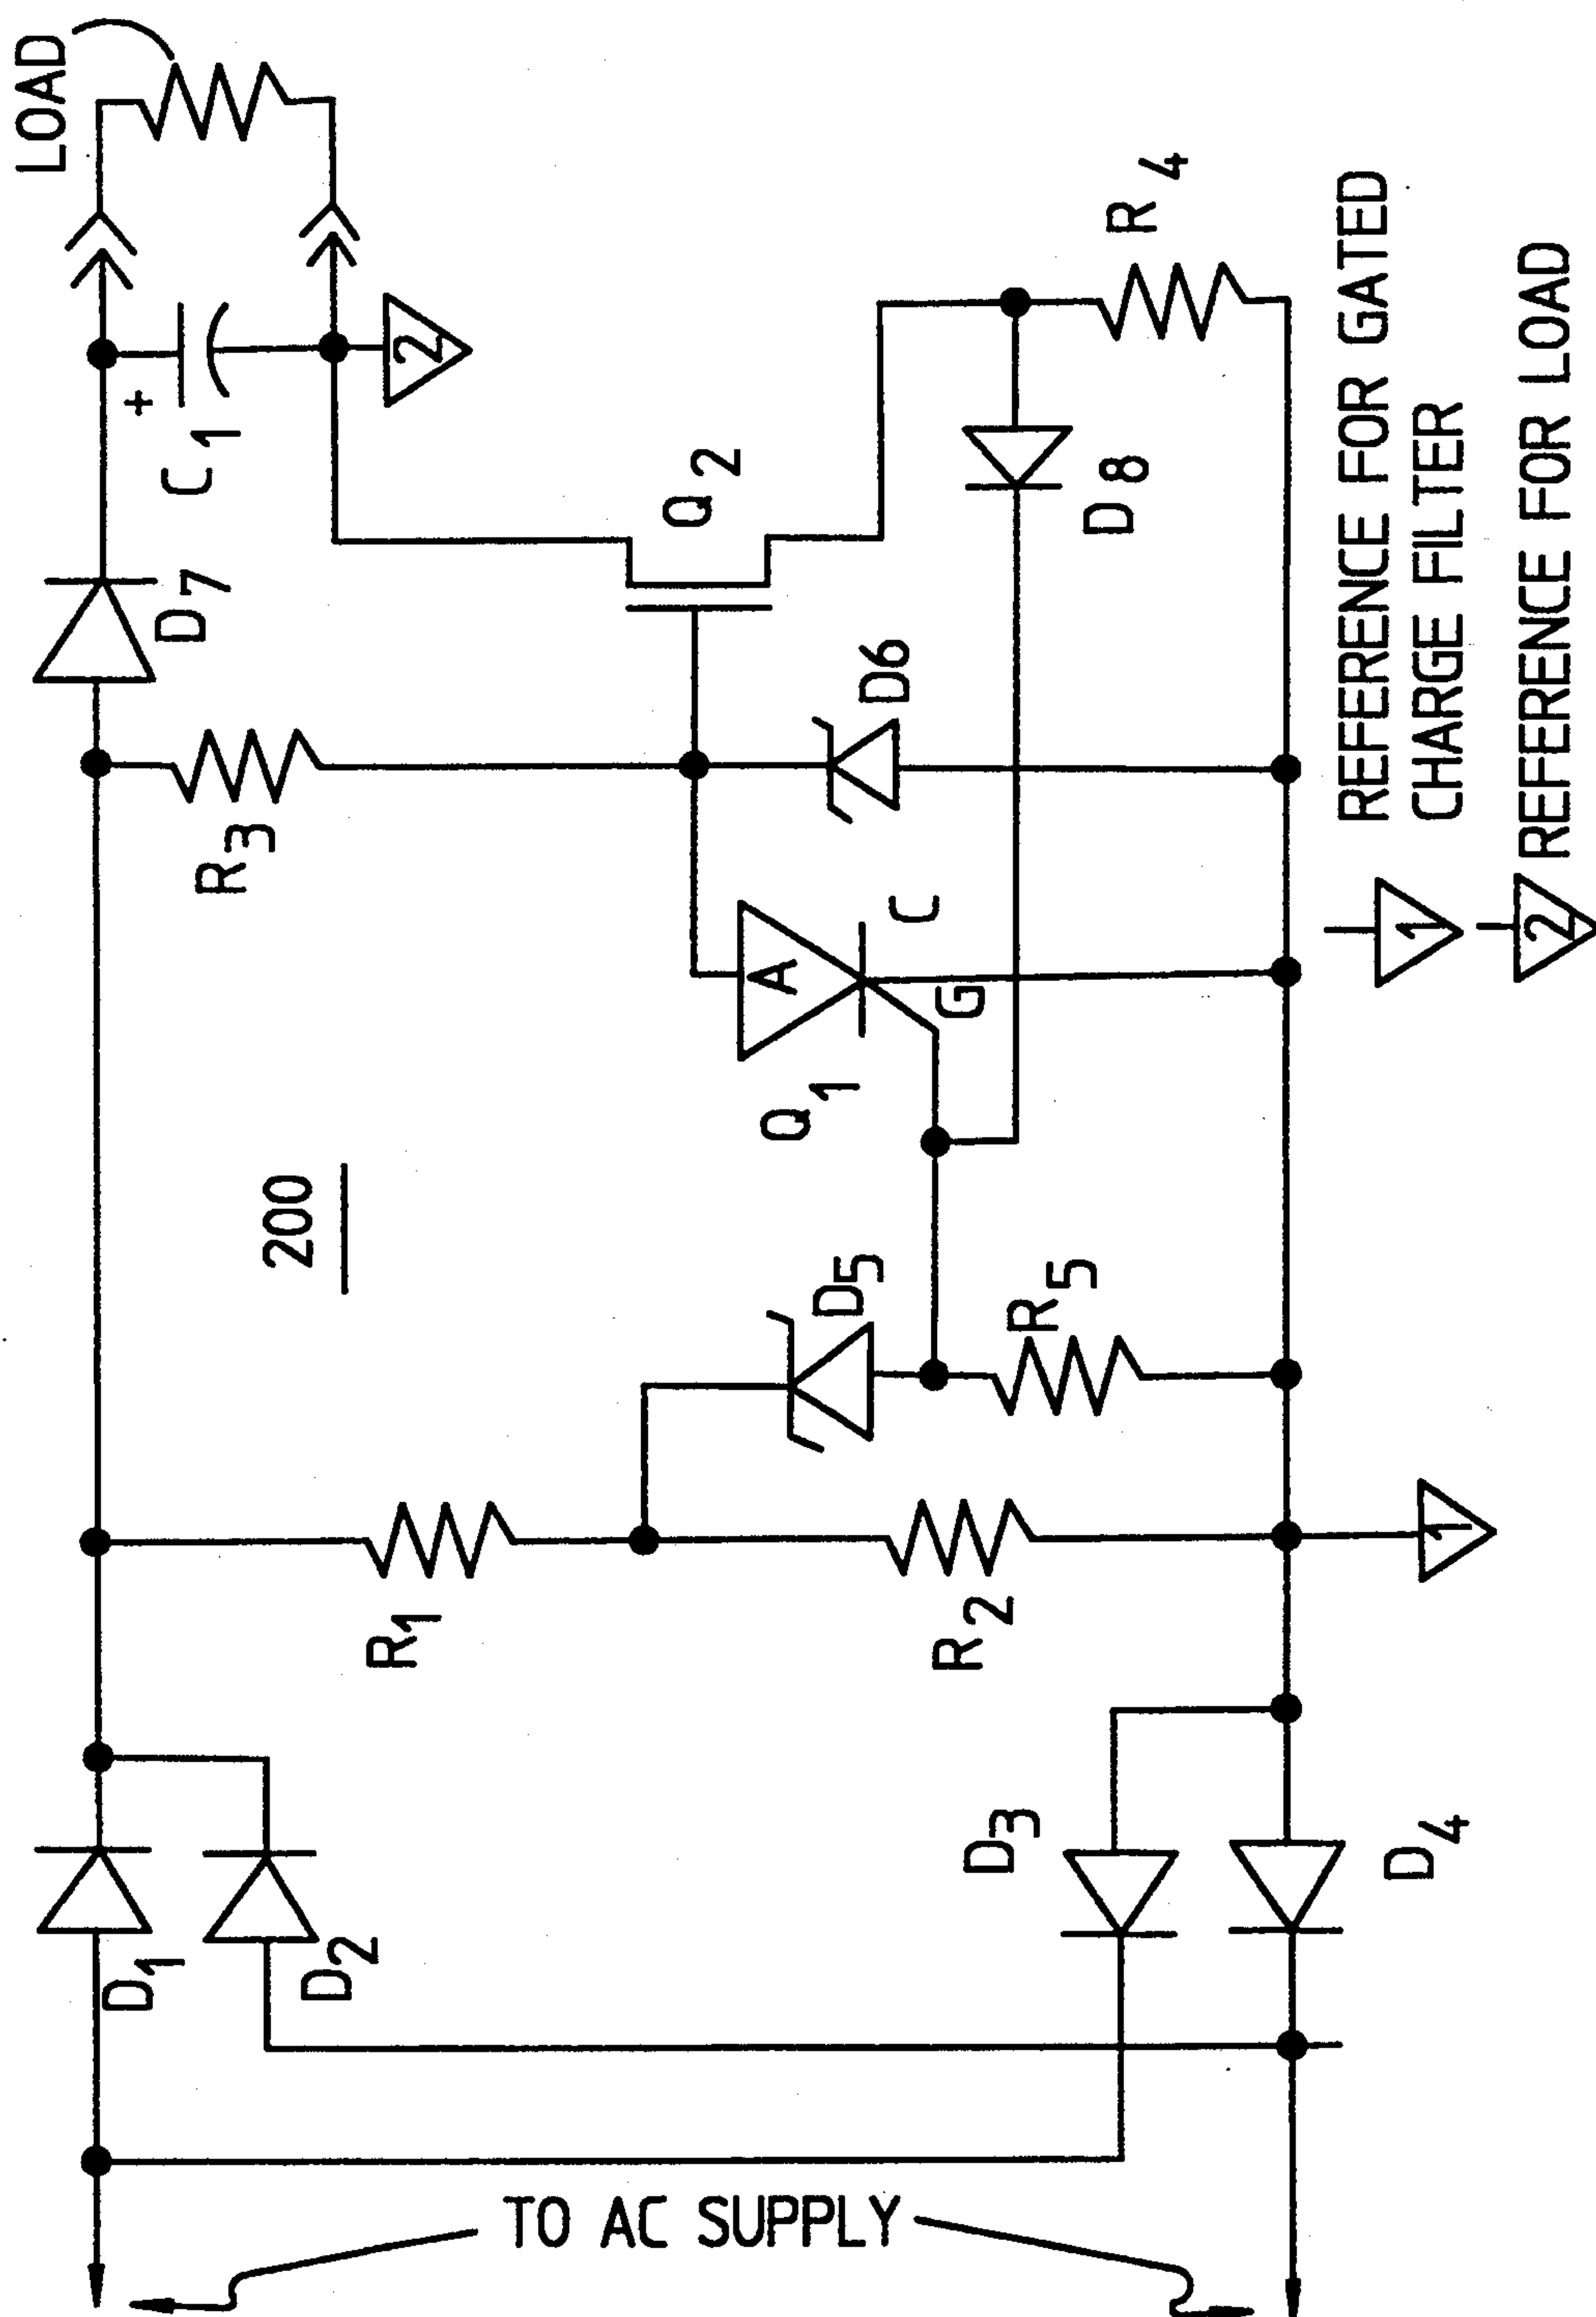 LOAD
D7
C1
+
R3
2
Q2
D6
R4
D8
A
C
G
Q1
200
D5
R5
R1
R2
1
D1
D2
D3
D4
TO AC SUPPLY
1 REFERENCE FOR GATED
CHARGE FILTER
2 REFERENCE FOR LOAD